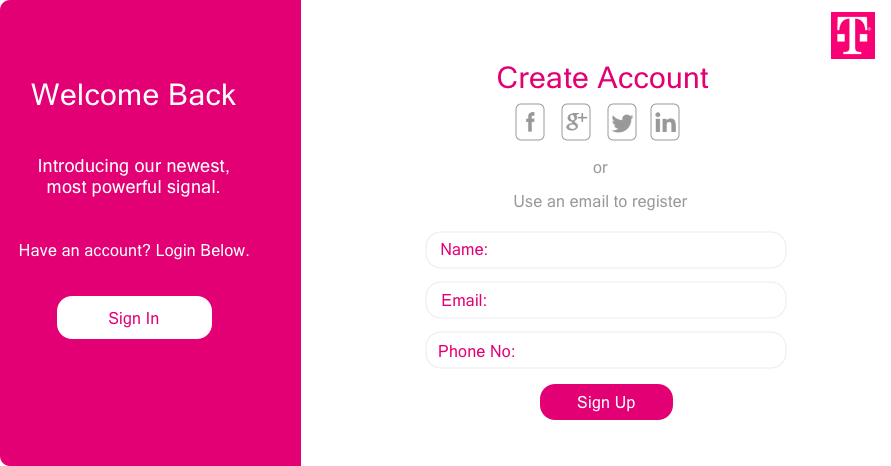 Welcome Back
Introducing our newest,
most powerful signal.
Have an account? Login Below.
Sign In
T
Create Account
f g+ in
or
Use an email to register
Name:
Email:
Phone No:
Sign Up